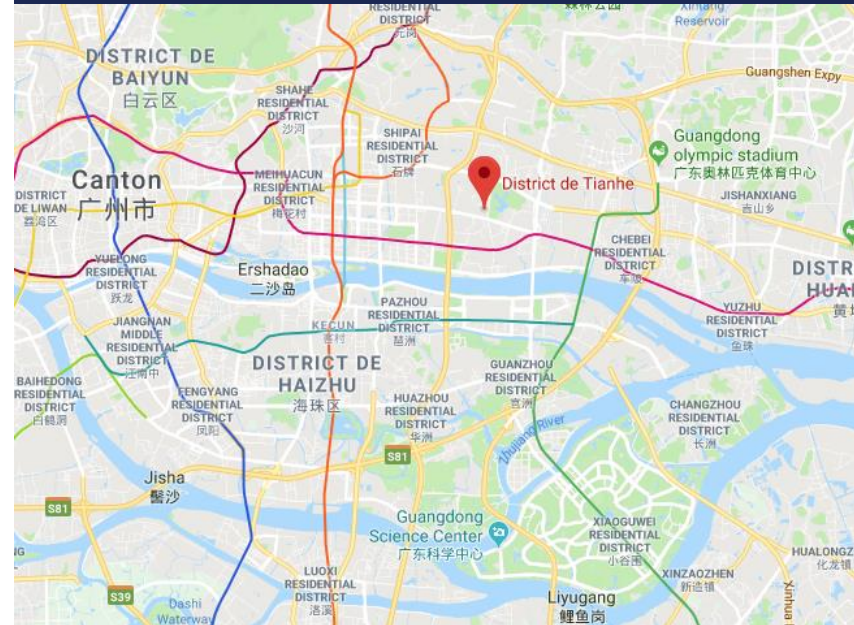 RESIDENTIAL
DISTRICT
元岗
Xintang
Reservoir
DISTRICT DE
BAIYUN
白云区
Guangshen Expy
SHAHE
RESIDENTIAL
DISTRICT
沙河
SHIPAI
RESIDENTIAL
DISTRICT
石牌
Guangdong
olympic stadium
广东奥林匹克体育中心
Canton
广州市
MEIHUACUN
RESIDENTIAL
DISTRICT
梅花村
District de Tianhe
DISTRICT
DE LIWAN
荔湾区
JISHANXIANG
吉山乡
CHEBEI
RESIDENTIAL
DISTRICT
车陂
YUELONG
RESIDENTIAL
DISTRICT
跃龙
Ershadao
二沙岛
DISTR
HUA
PAZHOU
RESIDENTIAL
DISTRICT
琶洲
YUZHU
RESIDENTIAL
DISTRICT
鱼珠
JIANGNAN
MIDDLE
RESIDENTIAL
DISTRICT
江南中
KECUN
客村
DISTRICT DE
HAIZHU
海珠区
GUANZHOU
RESIDENTIAL
DISTRICT
官洲
BAIHEDONG
RESIDENTIAL
DISTRICT
白鹤洞
FENGYANG
RESIDENTIAL
DISTRICT
凤阳
HUAZHOU
RESIDENTIAL
DISTRICT
华洲
CHANGZHOU
RESIDENTIAL
DISTRICT
长洲
Zhujiang River
S81
Jisha
S81
Guangdong
Science Center
广东科学中心
XIAOGUWEI
RESIDENTIAL
DISTRICT
小谷围
HUALONGZ
化龙镇
XINZAOZHEN
新造镇
LUOXI
RESIDENTIAL
DISTRICT
洛溪
S39
Liyugang
鲤鱼岗
Dashi
Waterway
Xinhua